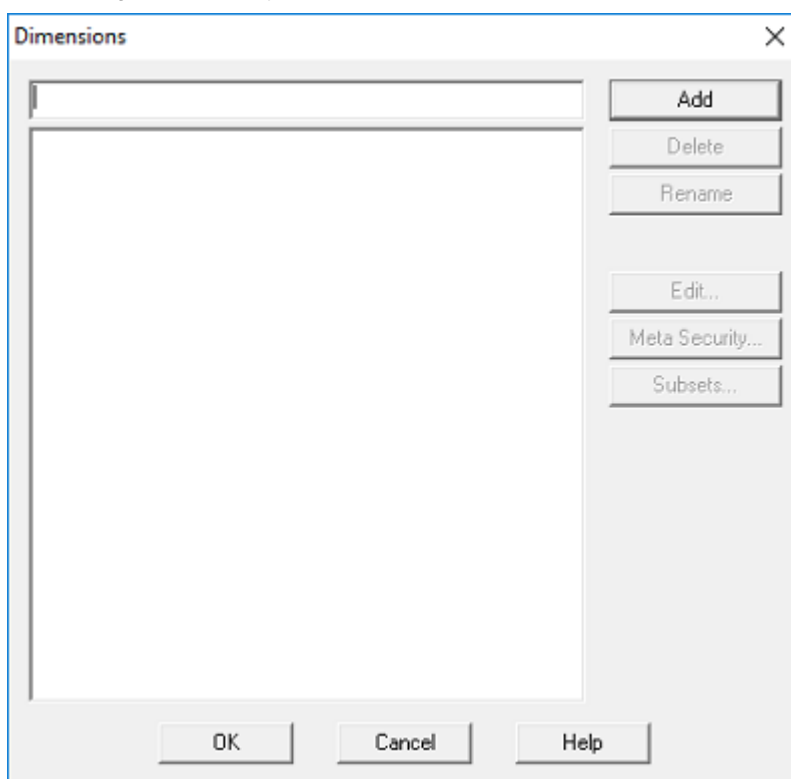 Dimensions
Add
Delete
Rename
Edit...
Meta Security...
Subsets...
OK Cancel Help